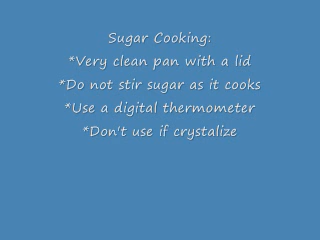 Sugar Cooking:
*Very clean pan with a lid
*Do not stir sugar as it cooks
*Use a digital thermometer
*Don't use if crystalize